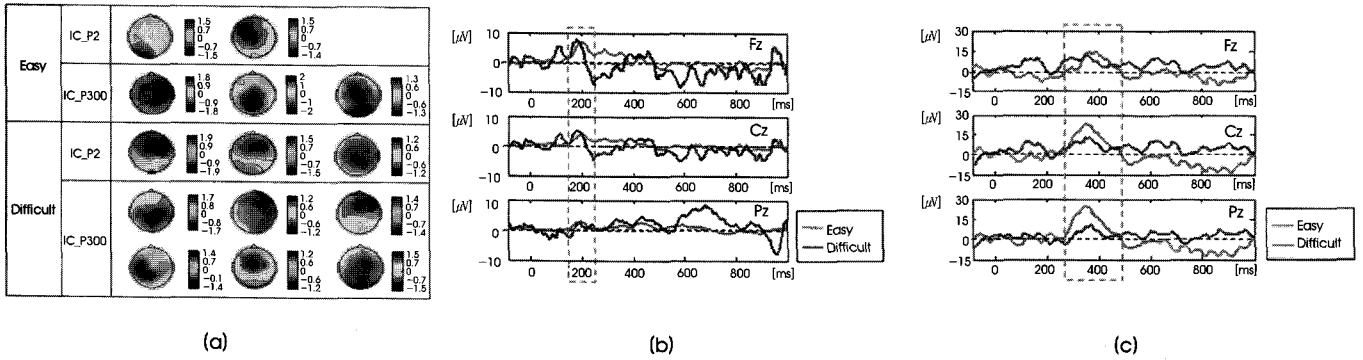 Easy
IC_P2
1.5
0.7
0
-0.7
-1.5
1.5
0.7
0
-0.7
-1.4
IC_P300
1.8
0.9
0
-0.9
-1.8
2
1
0
-1
-2
1.3
0.6
0
-0.6
-1.3
Difficult
IC_P2
1.9
0.9
0
-0.9
-1.9
1.5
0.7
0
-0.7
-1.5
1.2
0.6
0
-0.6
-1.2
IC_P300
1.7
0.8
0
-0.8
-1.7
1.2
0.6
0
-0.6
-1.2
1.4
0.7
0
-0.7
-1.4
1.4
0.7
0
-0.1
-1.4
1.2
0.6
0
-0.6
-1.2
1.5
0.7
0
-0.7
-1.5
(a)
[μV]
10
0
-10
Fz
0 200 400 600 800 [ms]
[μV]
10
0
-10
Cz
0 200 400 600 800 [ms]
[μV]
10
0
-10
Pz
0 200 400 600 800 [ms]
Easy
Difficult
(b)
[μV]
30
15
0
-15
Fz
0 200 400 600 800 [ms]
[μV]
30
15
0
-15
Cz
0 200 400 600 800 [ms]
[μV]
30
15
0
-15
Pz
0 200 400 600 800 [ms]
Easy
Difficult
(c)